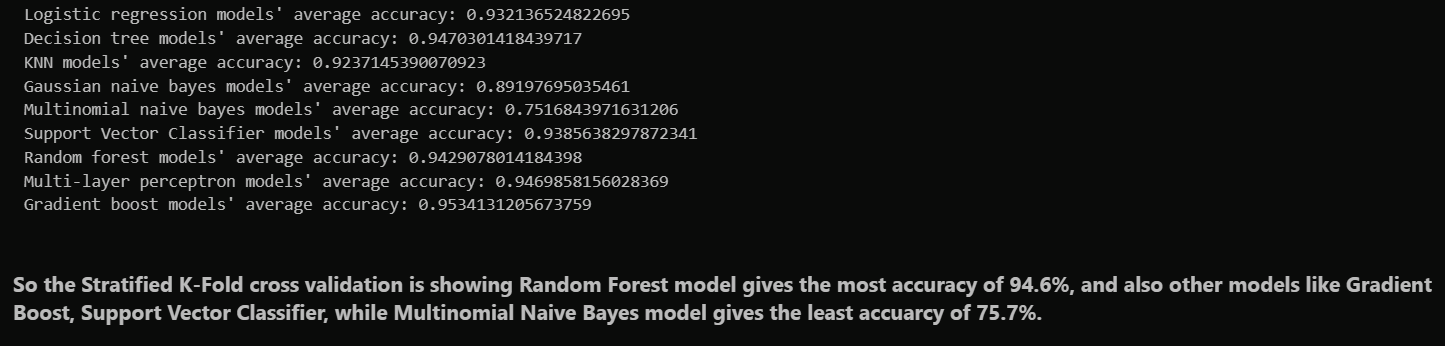 Logistic regression models' average accuracy: 0.932136524822695
Decision tree models' average accuracy: 0.9470301418439717
KNN models' average accuracy: 0.9237145390070923
Gaussian naive bayes models' average accuracy: 0.89197695035461
Multinomial naive bayes models' average accuracy: 0.7516843971631206
Support Vector Classifier models' average accuracy: 0.9385638297872341
Random forest models' average accuracy: 0.9429078014184398
Multi-layer perceptron models' average accuracy: 0.9469858156028369
Gradient boost models' average accuracy: 0.9534131205673759
So the Stratified K-Fold cross validation is showing Random Forest model gives the most accuracy of 94.6%, and also other models like Gradient
Boost, Support Vector Classifier, while Multinomial Naive Bayes model gives the least accuarcy of 75.7%.